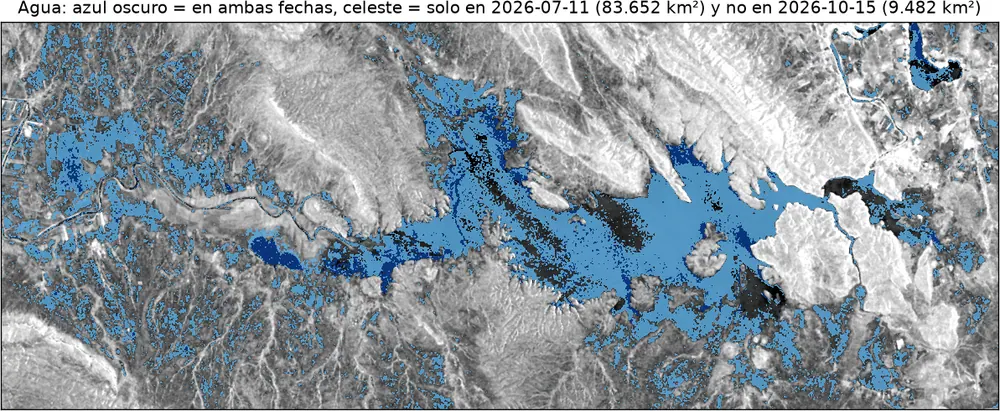 Agua: azul oscuro = en ambas fechas, celeste = solo en 2026-07-11 (83.652 km²) y no en 2026-10-15 (9.482 km²)